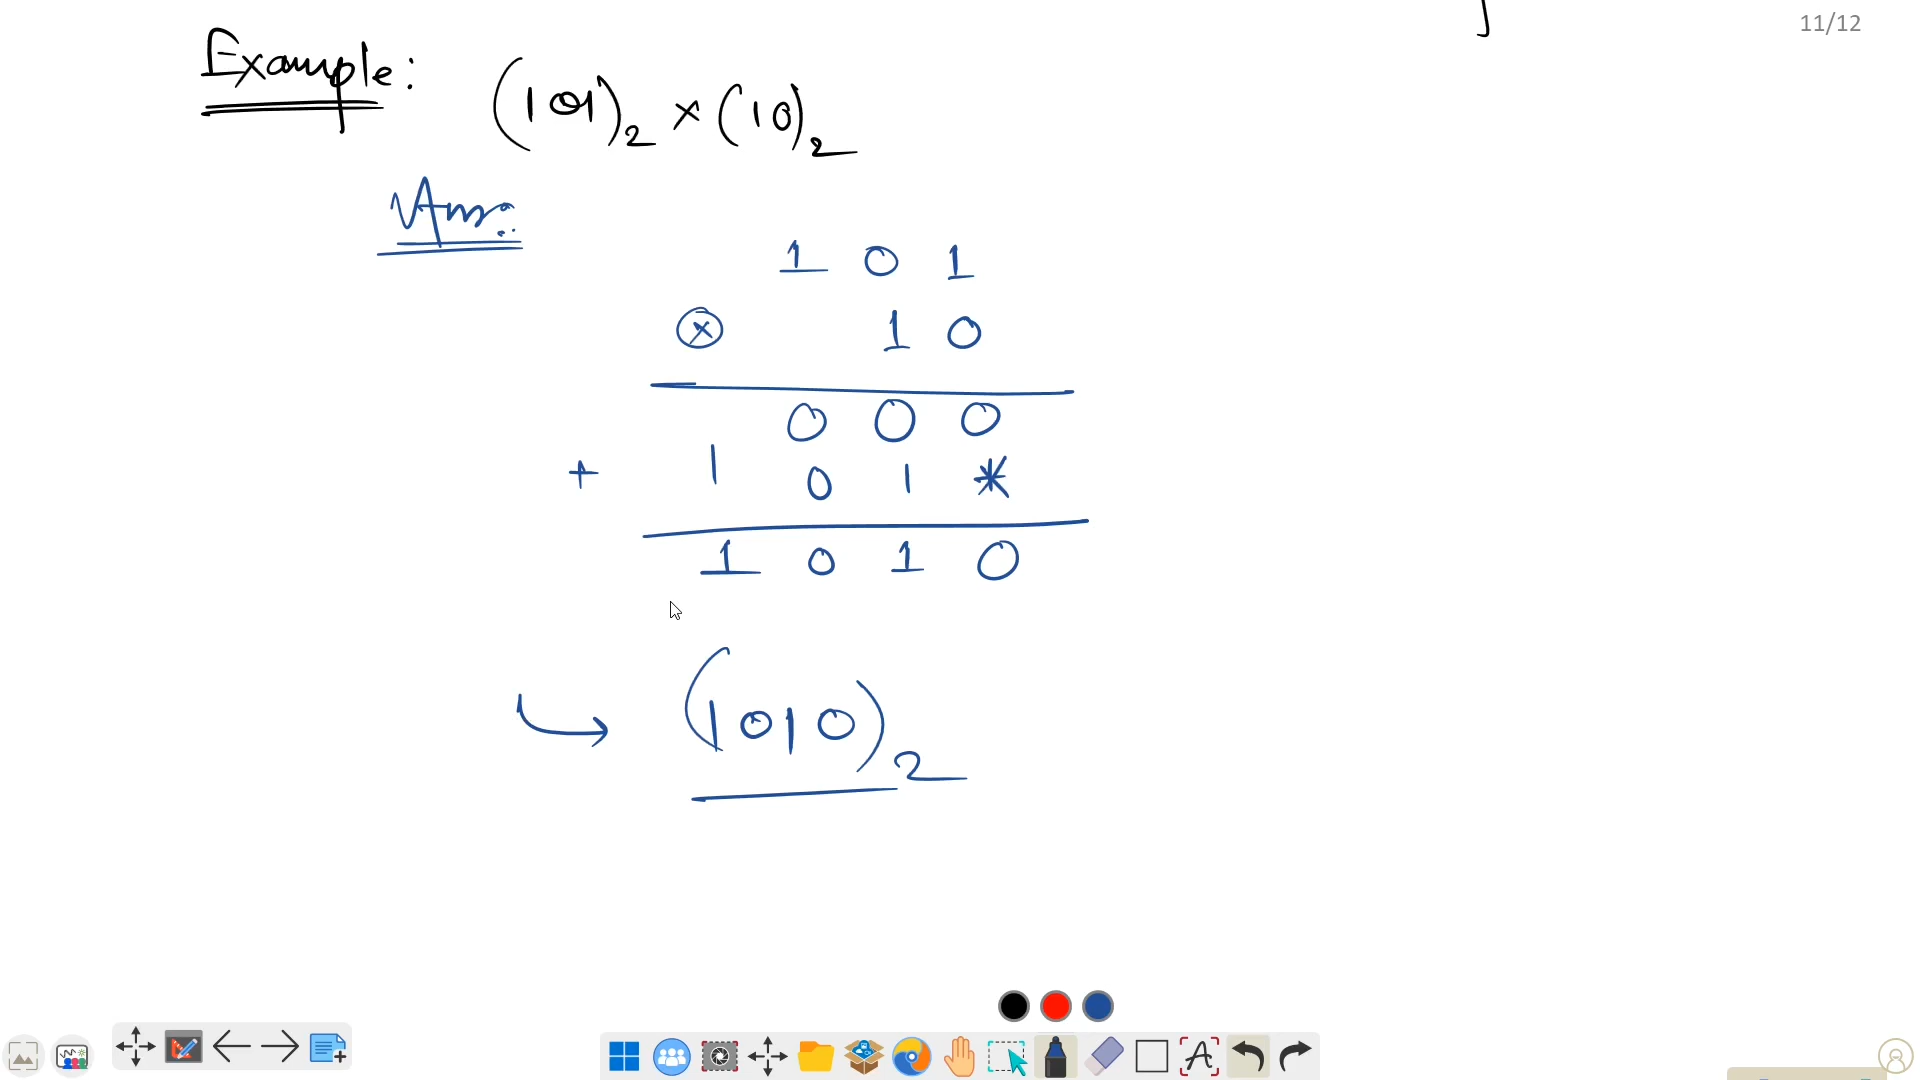 11/12
Example: (101)₂ × (10)₂
Ans:
1 0 1
⊗ 1 0
0 0 0
+ 1 0 1 *
1 0 1 0
↳ (1010)₂